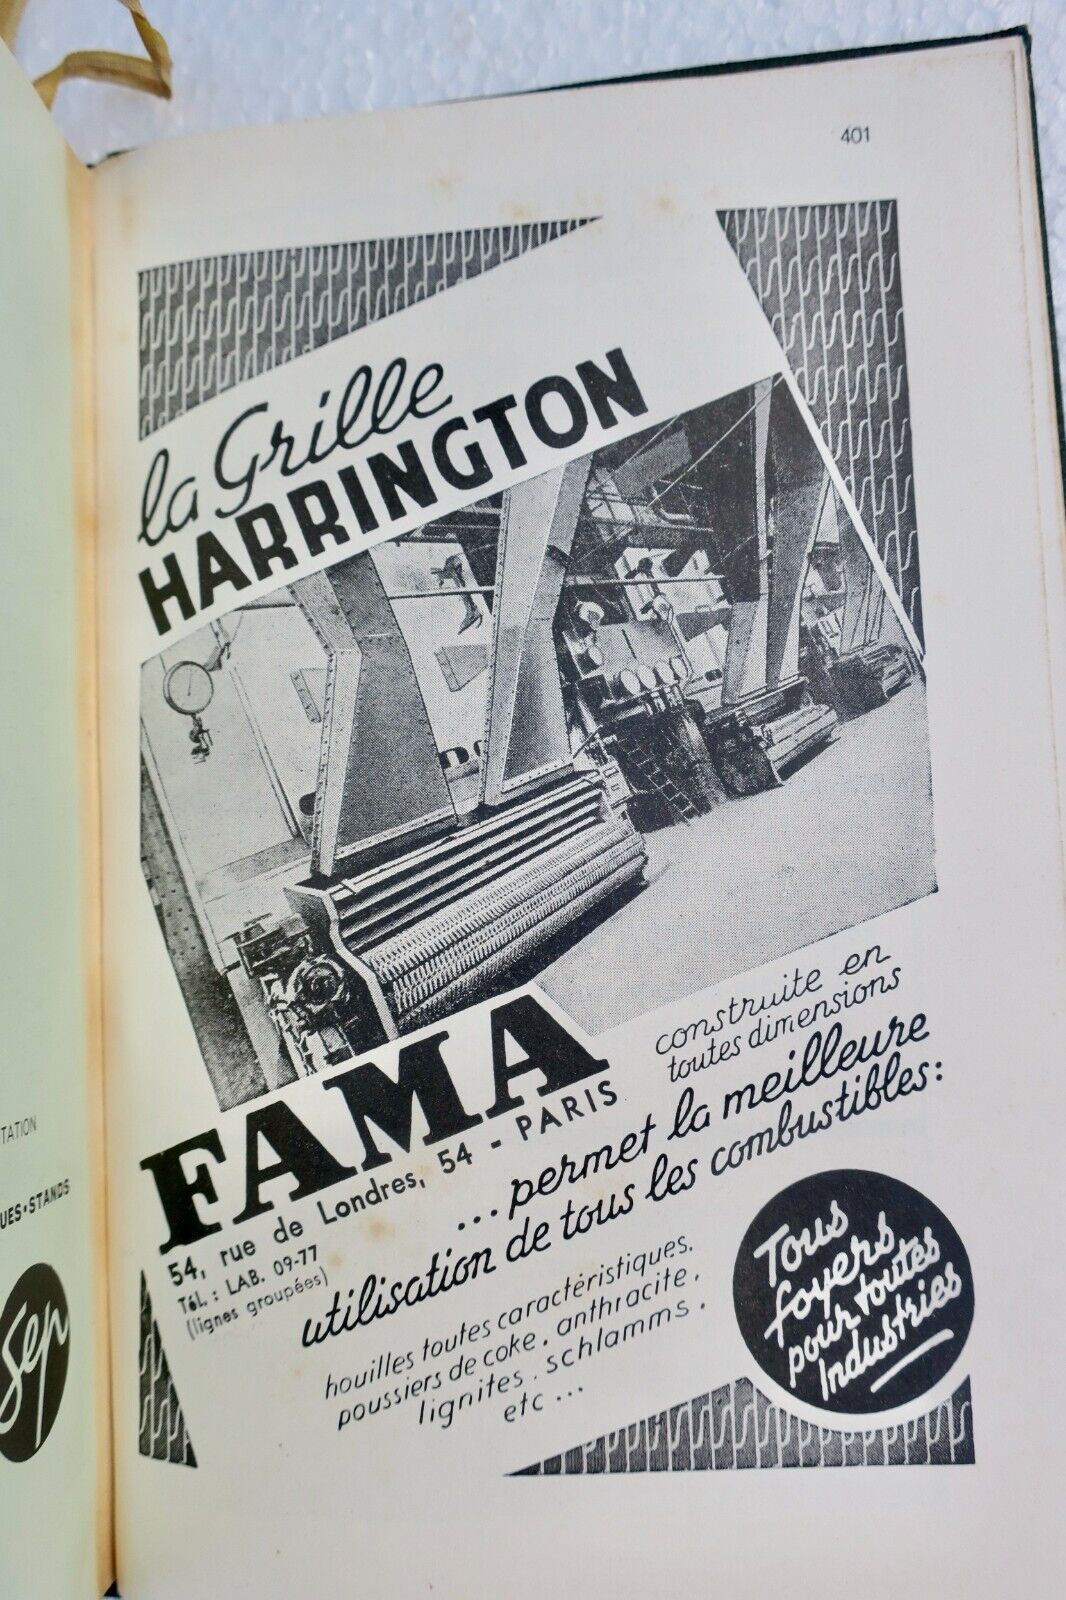 401
la Grille
HARRINGTON
FAMA
54, rue de Londres, 54 - PARIS
Tél. : LAB. 09-77
(lignes groupées)
construite en
toutes dimensions
... permet la meilleure
utilisation de tous les combustibles:
houilles toutes caractéristiques.
poussiers de coke. anthracite.
lignites. schlamms.
etc ...
Tous
foyers
pour toutes
Industries
TATION
UES•STANDS
Sep